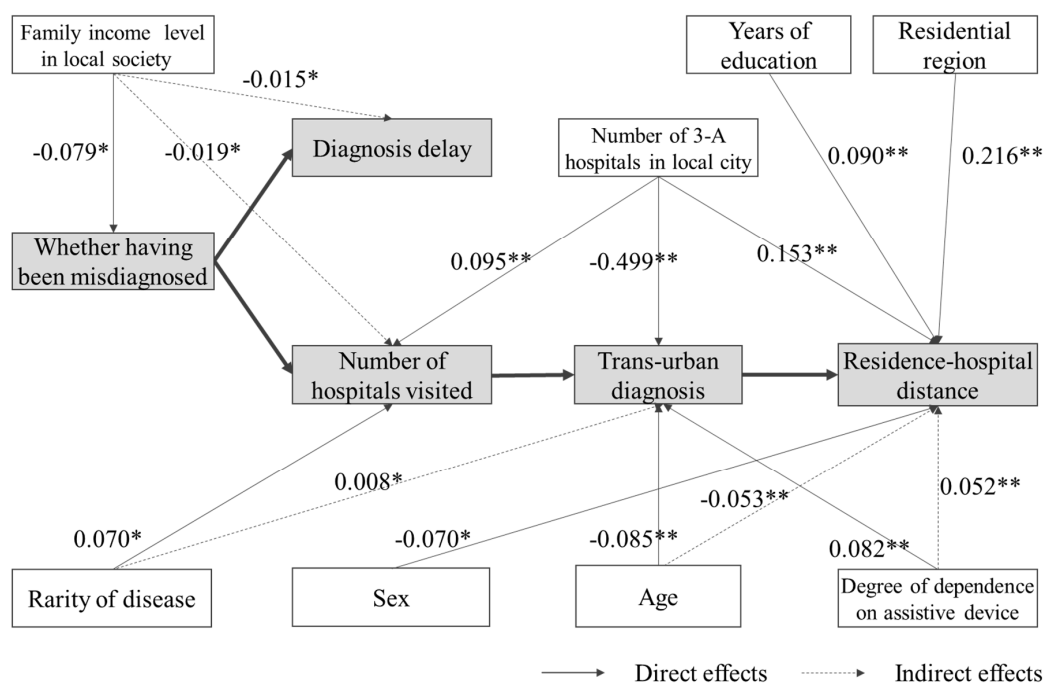 Family income level
in local society
Years of
education
Residential
region
-0.015*
Number of 3-A
hospitals in local city
Diagnosis delay
-0.079*
-0.019*
0.090**
0.216**
Whether having
been misdiagnosed
0.095**
-0.499**
0.153**
Number of
hospitals visited
Trans-urban
diagnosis
Residence-hospital
distance
0.008*
-0.053**
0.052**
0.070*
-0.070*
-0.085**
0.082**
Rarity of disease
Sex
Age
Degree of dependence
on assistive device
Direct effects
Indirect effects